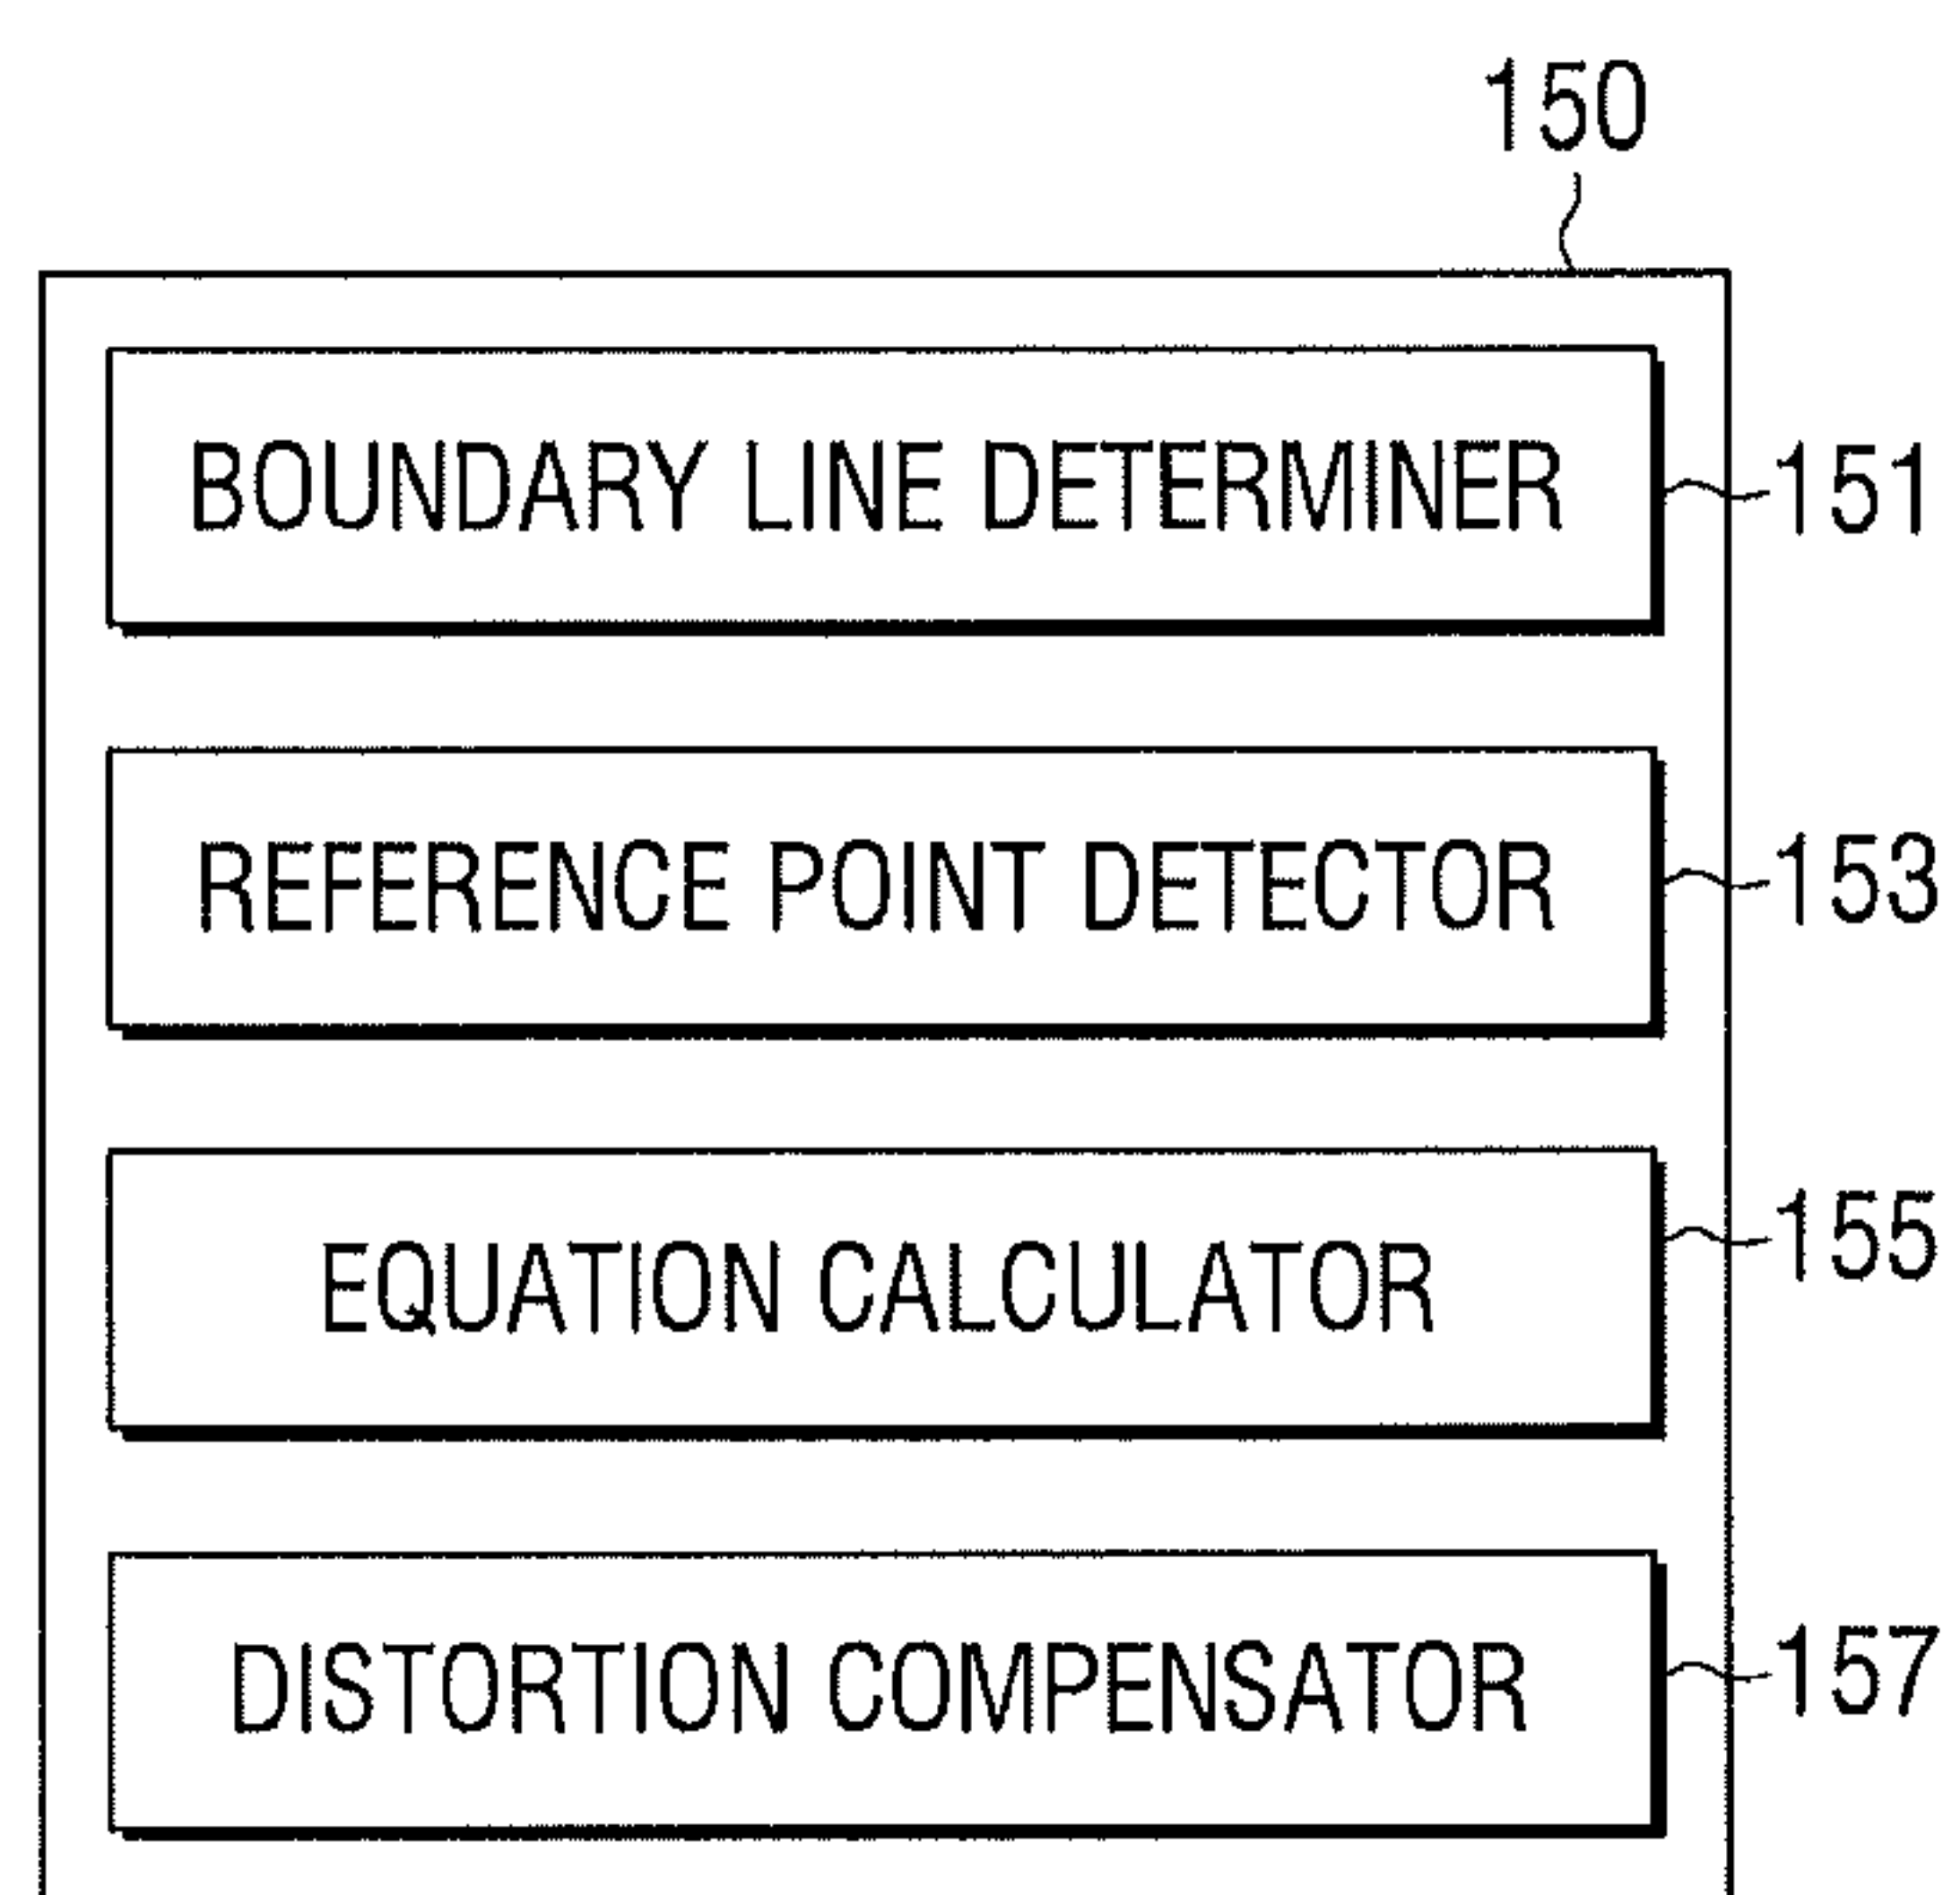 150
BOUNDARY LINE DETERMINER 151
REFERENCE POINT DETECTOR 153
EQUATION CALCULATOR 155
DISTORTION COMPENSATOR 157